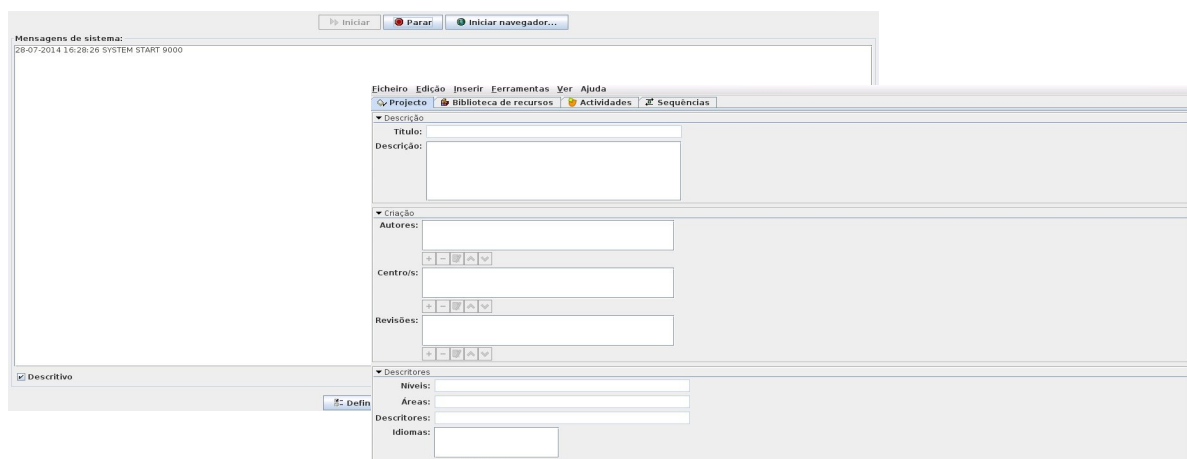 Iniciar Parar Iniciar navegador...
Mensagens de sistema:
28-07-2014 16:28:26 SYSTEM START 9000
Descritivo
Defin
Ficheiro Edição Inserir Ferramentas Ver Ajuda
Projecto Biblioteca de recursos Actividades Sequências
Descrição
Título:
Descrição:
Criação
Autores:
Centro/s:
Revisões:
Descritores
Níveis:
Áreas:
Descritores:
Idiomas: